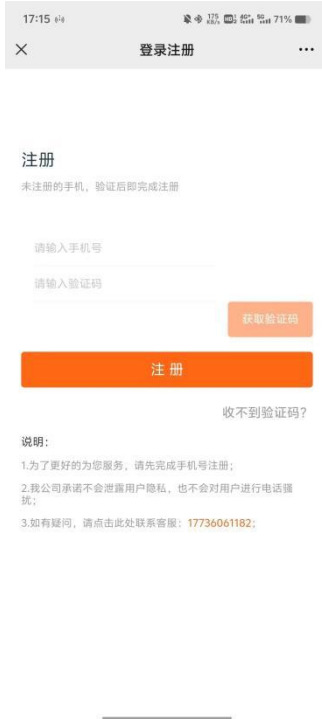 17:15
175 KB/s HD 4G+ 5G 71%
登录注册
注册
未注册的手机，验证后即完成注册
请输入手机号
请输入验证码
获取验证码
注 册
收不到验证码?
说明：
1.为了更好的为您服务，请先完成手机号注册；
2.我公司承诺不会泄露用户隐私，也不会对用户进行电话骚
扰；
3.如有疑问，请点击此处联系客服：17736061182；